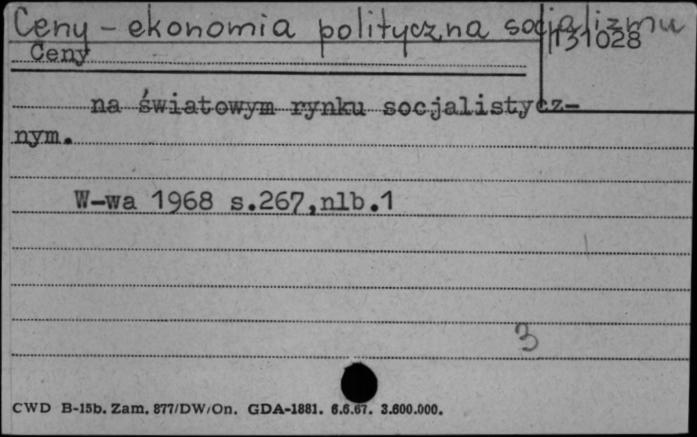 Ceny - ekonomia polityczna socjalizmu
131028
Ceny
na światowym rynku socjalistycz-
nym.
W-wa 1968 s.267,nlb.1
3
CWD B-15b. Zam. 877/DW/On. GDA-1881. 6.6.67. 3.600.000.